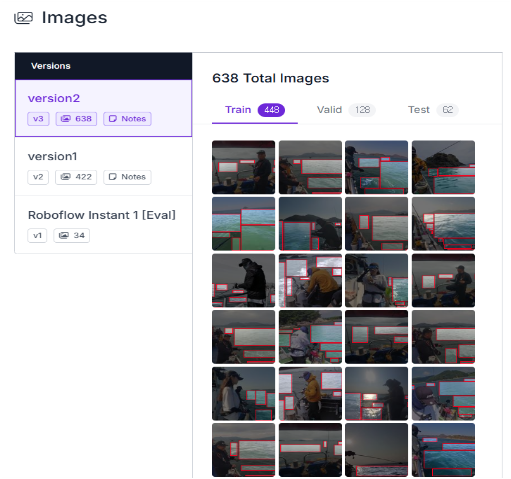 Images
Versions
version2
v3 638 Notes
version1
v2 422 Notes
Roboflow Instant 1 [Eval]
v1 34
638 Total Images
Train 448 Valid 128 Test 62